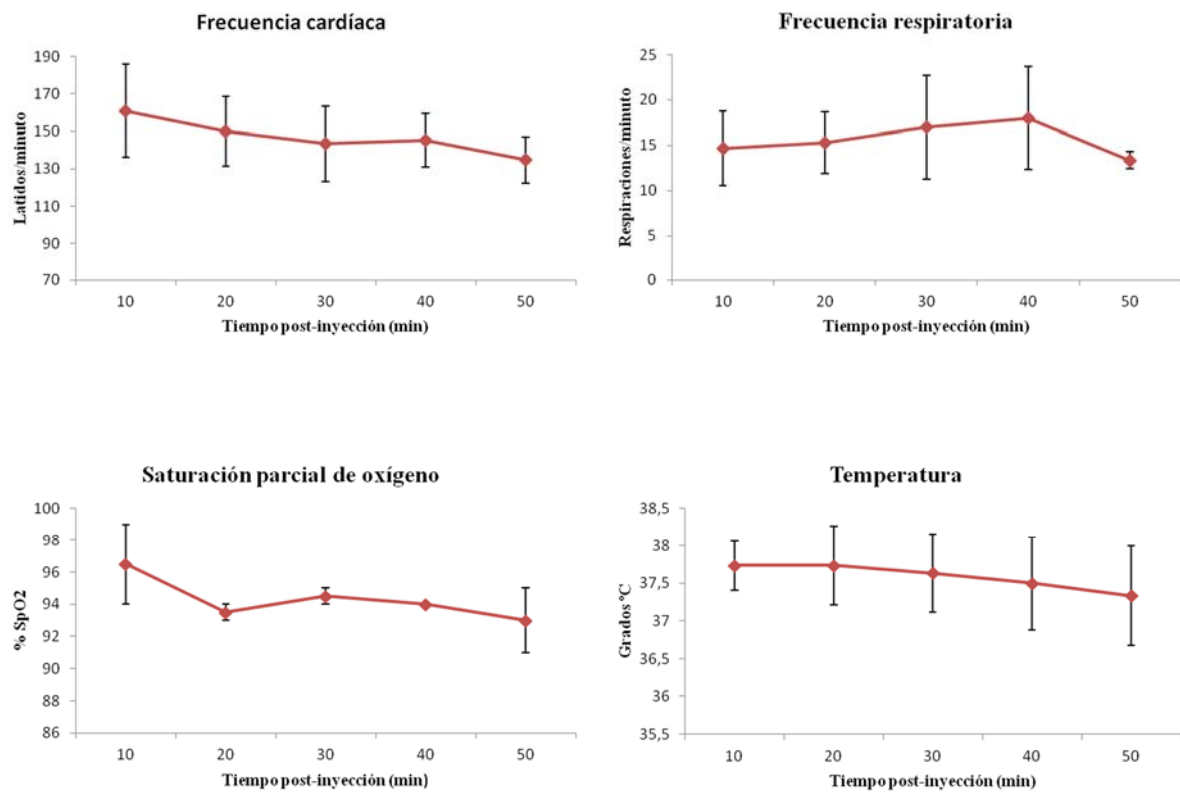 Frecuencia cardíaca
190
170
150
130
110
90
70
Latidos/minuto
10 20 30 40 50
Tiempo post-inyección (min)
Frecuencia respiratoria
25
20
15
10
5
0
Respiraciones/minuto
10 20 30 40 50
Tiempo post-inyección (min)
Saturación parcial de oxígeno
100
98
96
94
92
90
88
86
% SpO2
10 20 30 40 50
Tiempo post-inyección (min)
Temperatura
38,5
38
37,5
37
36,5
36
35,5
Grados ºC
10 20 30 40 50
Tiempo post-inyección (min)